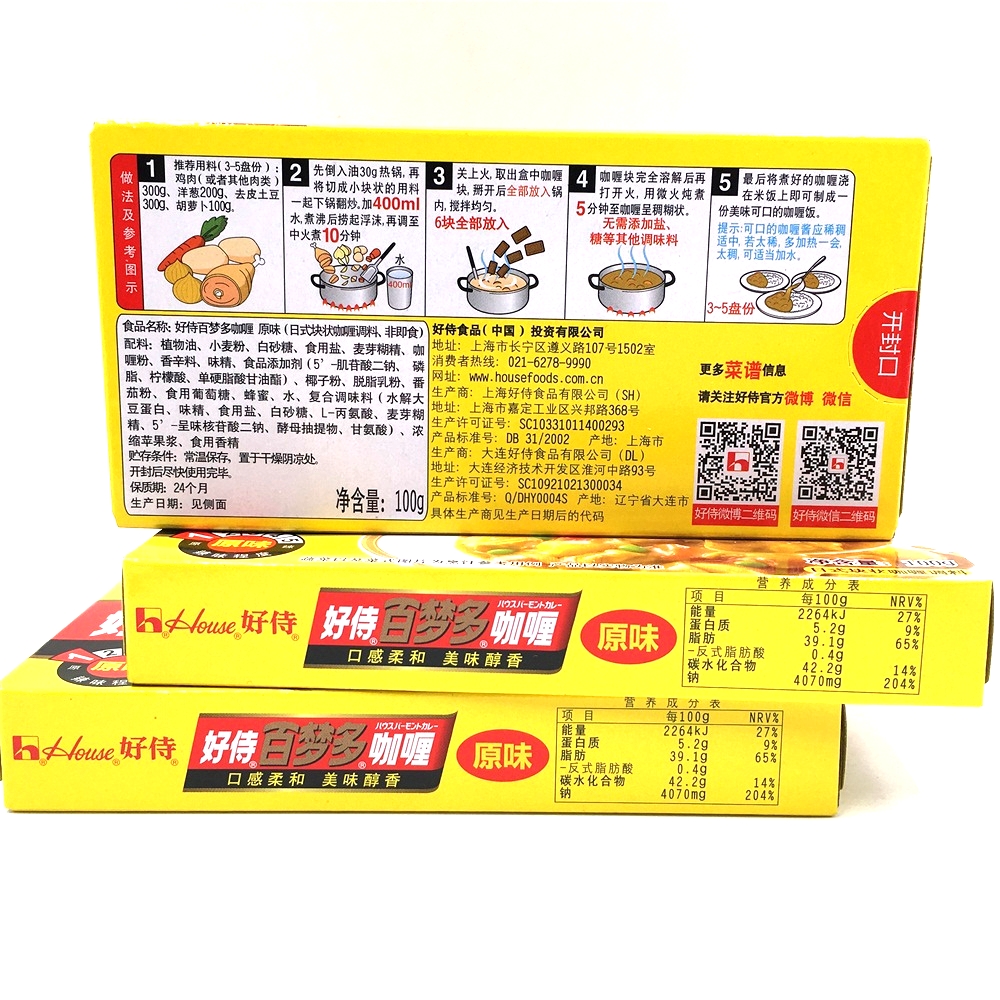 做法及参考图示
1 推荐用料(3-5盘份):
鸡肉(或者其他肉类)
300g、洋葱200g、去皮土豆
300g、胡萝卜100g。
2 先倒入油30g热锅,再
将切成小块状的用料
一起下锅翻炒,加400ml
水,煮沸后捞起浮沫,再调至
中火煮10分钟
水
400ml
3 关上火,取出盒中咖喱
块,掰开后全部放入锅
内,搅拌均匀。
6块全部放入
4 咖喱块完全溶解后再
打开火,用微火炖煮
5分钟至咖喱呈稠糊状。
无需添加盐、
糖等其他调味料
5 最后将煮好的咖喱浇
在米饭上即可制成一
份美味可口的咖喱饭。
提示:可口的咖喱酱应稀稠
适中,若太稀,多加热一会,
太稠,可适当加水。
3~5盘份
开封口
食品名称: 好侍百梦多咖喱 原味(日式块状咖喱调料, 非即食)
配料: 植物油、小麦粉、白砂糖、食用盐、麦芽糊精、咖
喱粉、香辛料、味精、食品添加剂(5'-肌苷酸二钠、磷
脂、柠檬酸、单硬脂酸甘油酯)、椰子粉、脱脂乳粉、番
茄粉、食用葡萄糖、蜂蜜、水、复合调味料(水解大
豆蛋白、味精、食用盐、白砂糖、L-丙氨酸、麦芽糊
精、5'-呈味核苷酸二钠、酵母抽提物、甘氨酸)、浓
缩苹果浆、食用香精
贮存条件: 常温保存, 置于干燥阴凉处。
开封后尽快使用完毕。
保质期: 24个月
生产日期: 见侧面
净含量: 100g
好侍食品(中国)投资有限公司
地址: 上海市长宁区遵义路107号1502室
消费者热线: 021-6278-9990
网址: www.housefoods.com.cn
生产商: 上海好侍食品有限公司(SH)
地址: 上海市嘉定工业区兴邦路368号
生产许可证号: SC10331011400293
产品标准号: DB 31/2002 产地: 上海市
生产商: 大连好侍食品有限公司(DL)
地址: 大连经济技术开发区淮河中路93号
生产许可证号: SC10921021300034
产品标准号: Q/DHY0004S 产地: 辽宁省大连市
具体生产商见生产日期后的代码
更多菜谱信息
请关注好侍官方微博 微信
好侍微博二维码 好侍微信二维码
原味
辣味程度
House 好侍
好侍百梦多咖喱
ハウスバーモントカレー
口感柔和 美味醇香
原味
营养成分表
项目 每100g NRV%
能量 2264kJ 27%
蛋白质 5.2g 9%
脂肪 39.1g 65%
-反式脂肪酸 0.4g
碳水化合物 42.2g 14%
钠 4070mg 204%
House 好侍
好侍百梦多咖喱
ハウスバーモントカレー
口感柔和 美味醇香
原味
营养成分表
项目 每100g NRV%
能量 2264kJ 27%
蛋白质 5.2g 9%
脂肪 39.1g 65%
-反式脂肪酸 0.4g
碳水化合物 42.2g 14%
钠 4070mg 204%